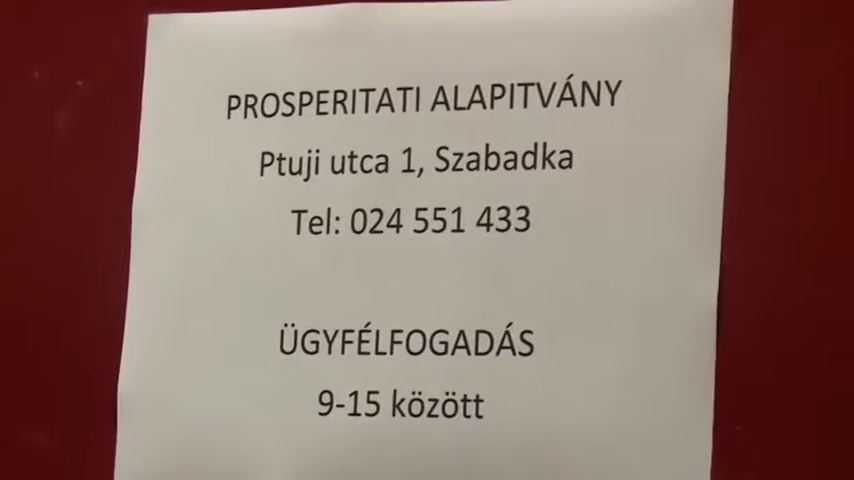 PROSPERITATI ALAPITVÁNY
Ptuji utca 1, Szabadka
Tel: 024 551 433
ÜGYFÉLFOGADÁS
9-15 között